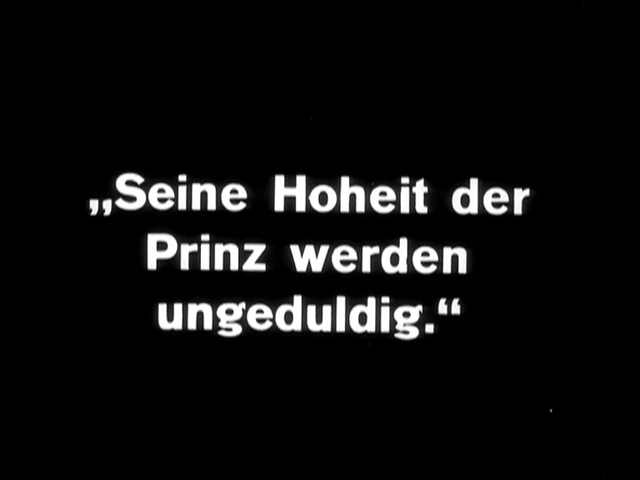 „Seine Hoheit der
Prinz werden
ungeduldig.“